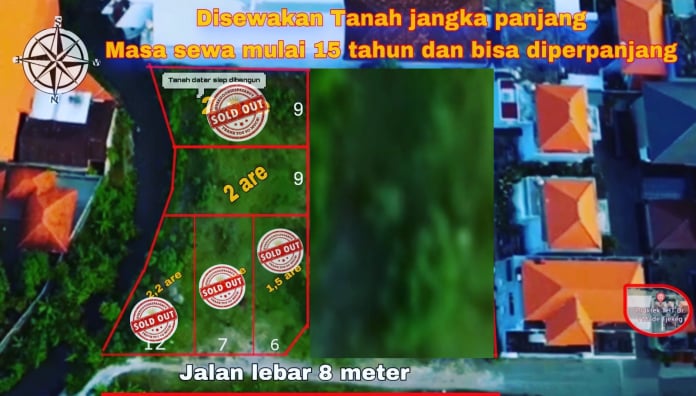 Disewakan Tanah jangka panjang
Masa sewa mulai 15 tahun dan bisa diperpanjang
N
Tanah datar siap dibangun
SOLD OUT
9
2 are
9
SOLD OUT
1,5 are
SOLD OUT
2,2 are
SOLD OUT
12
7
6
Jalan lebar 8 meter